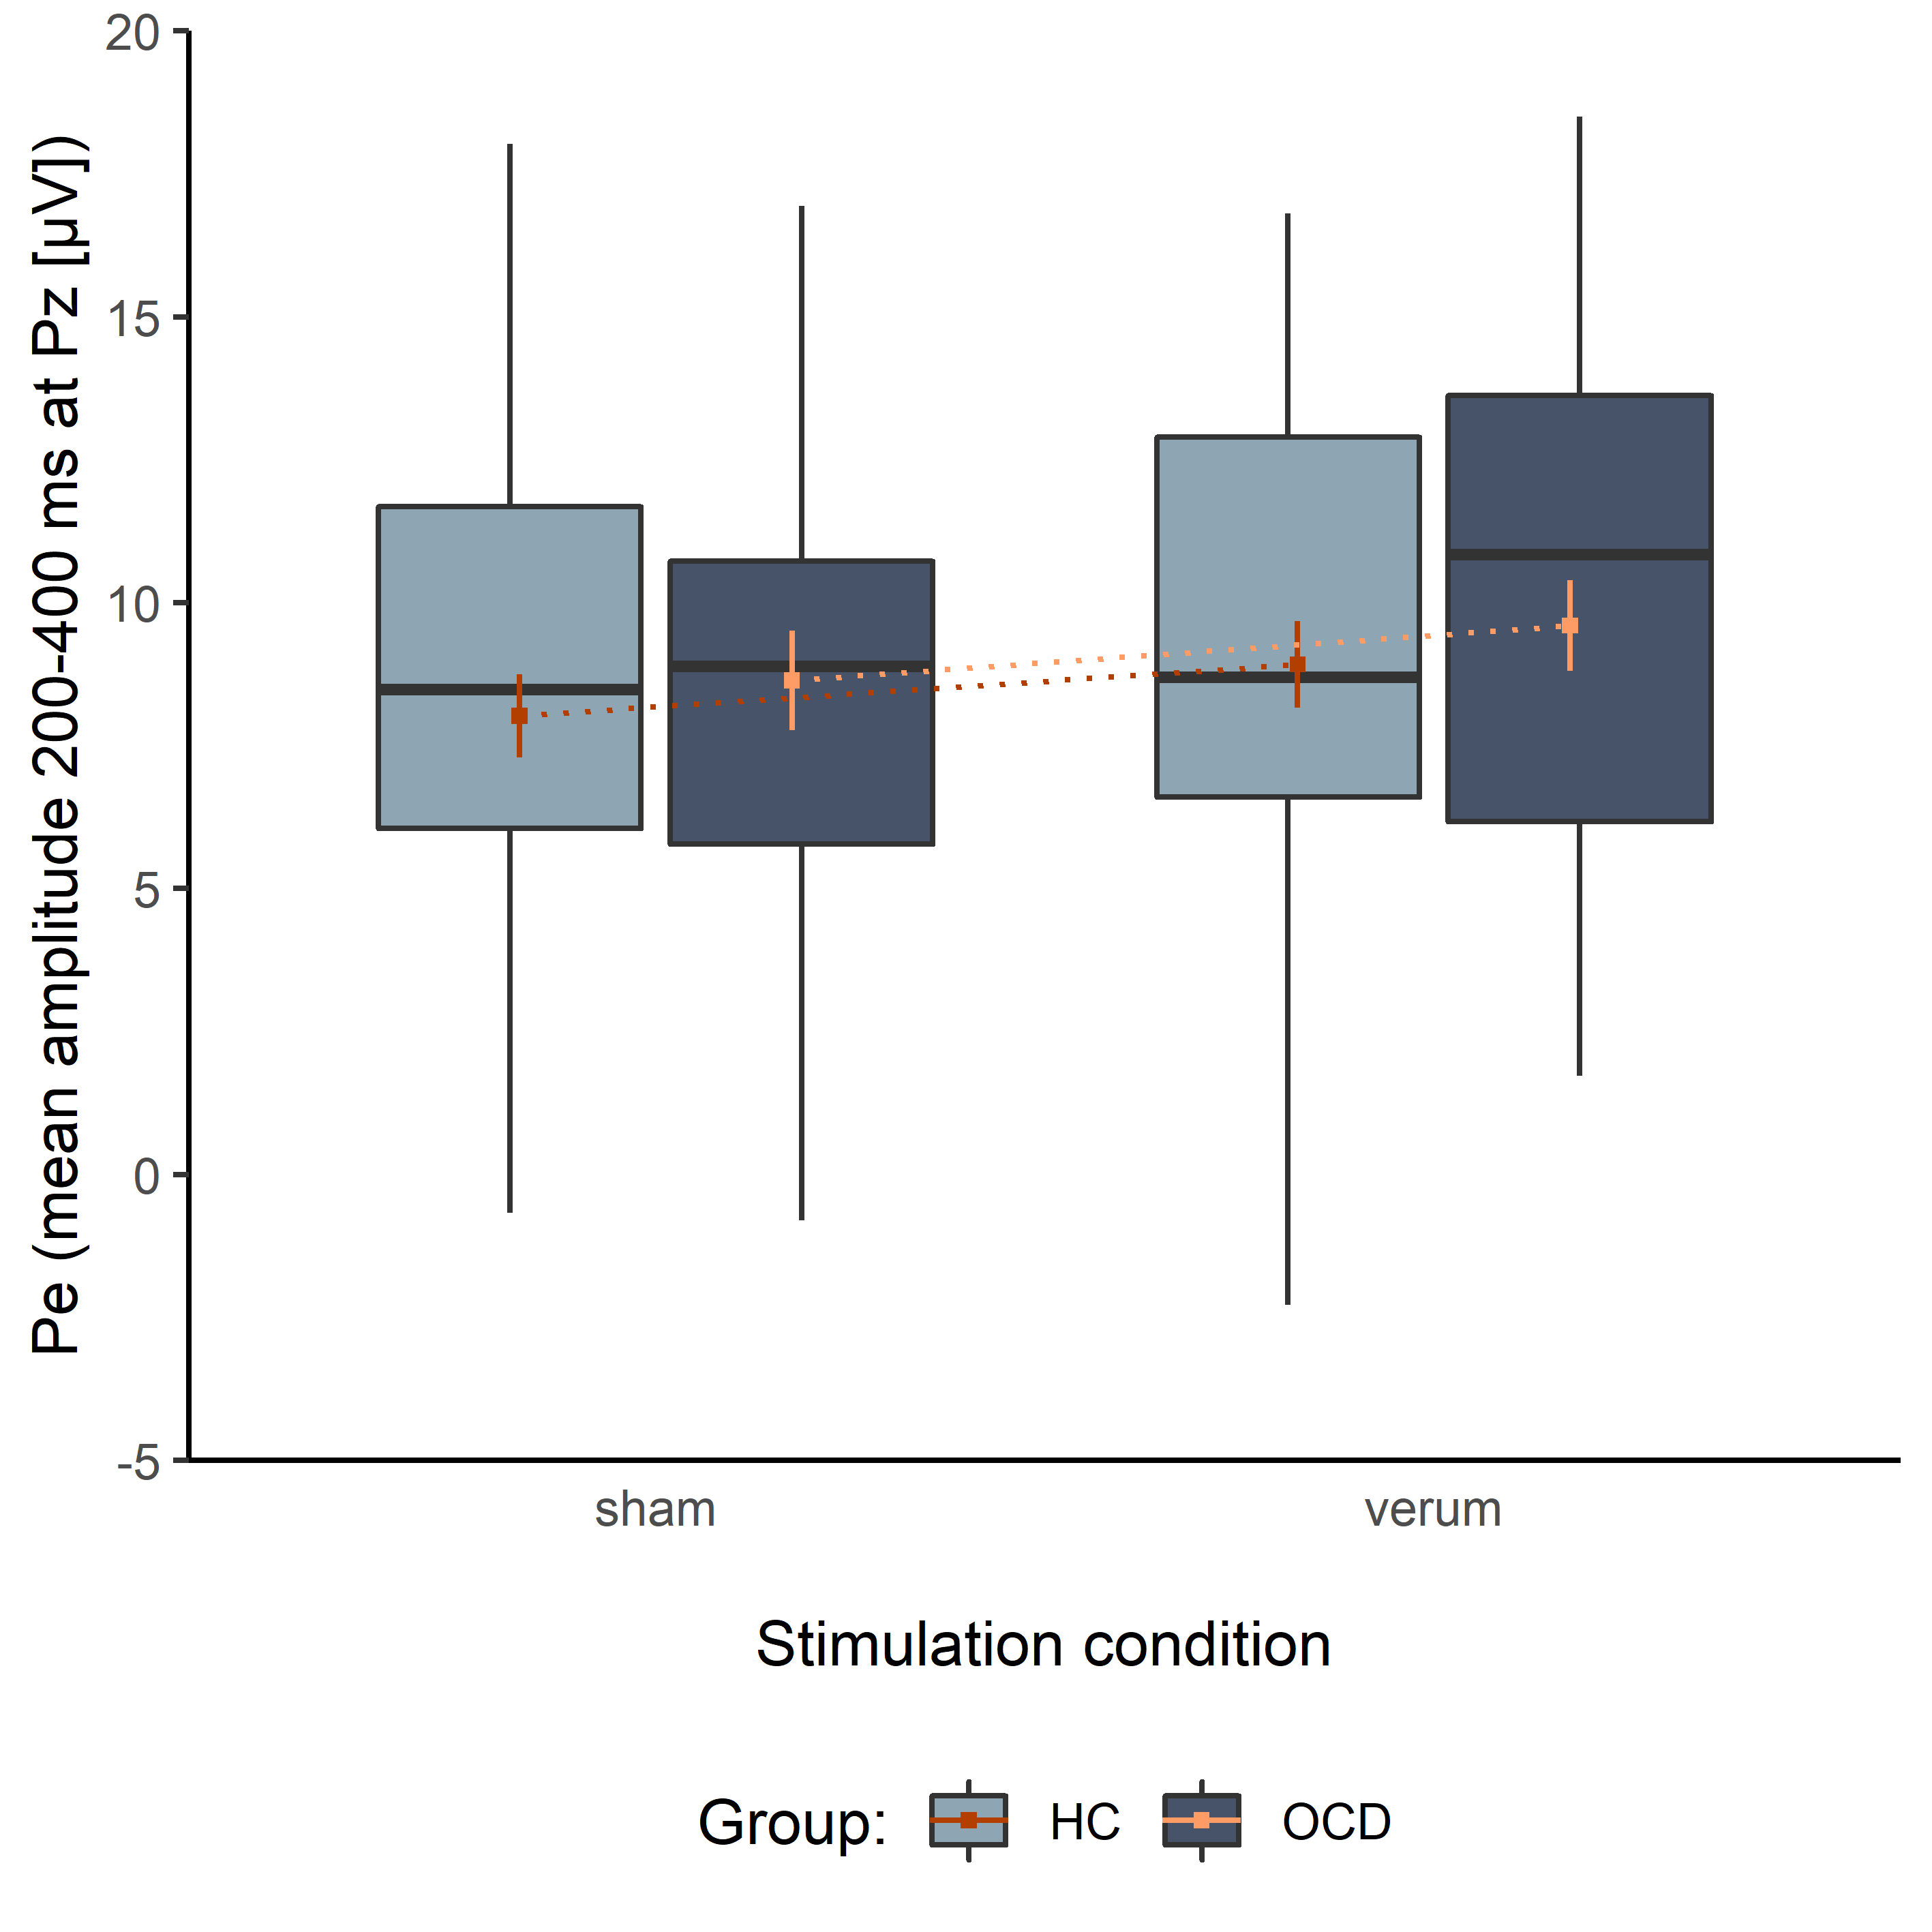 Pe (mean amplitude 200-400 ms at Pz [µV])
20
15
10
5
0
-5
sham verum
Stimulation condition
Group: HC OCD